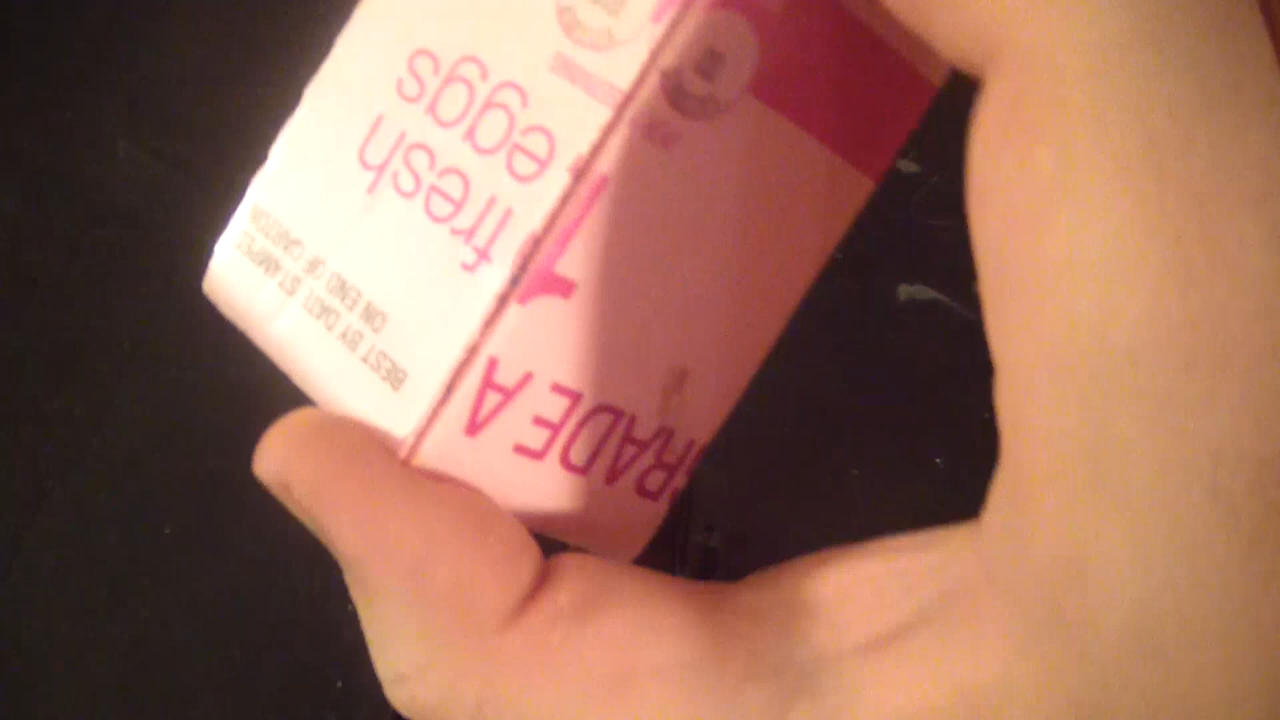 GRADE A
fresh
eggs
BEST BY DATE STAMPED
ON END OF CARTON